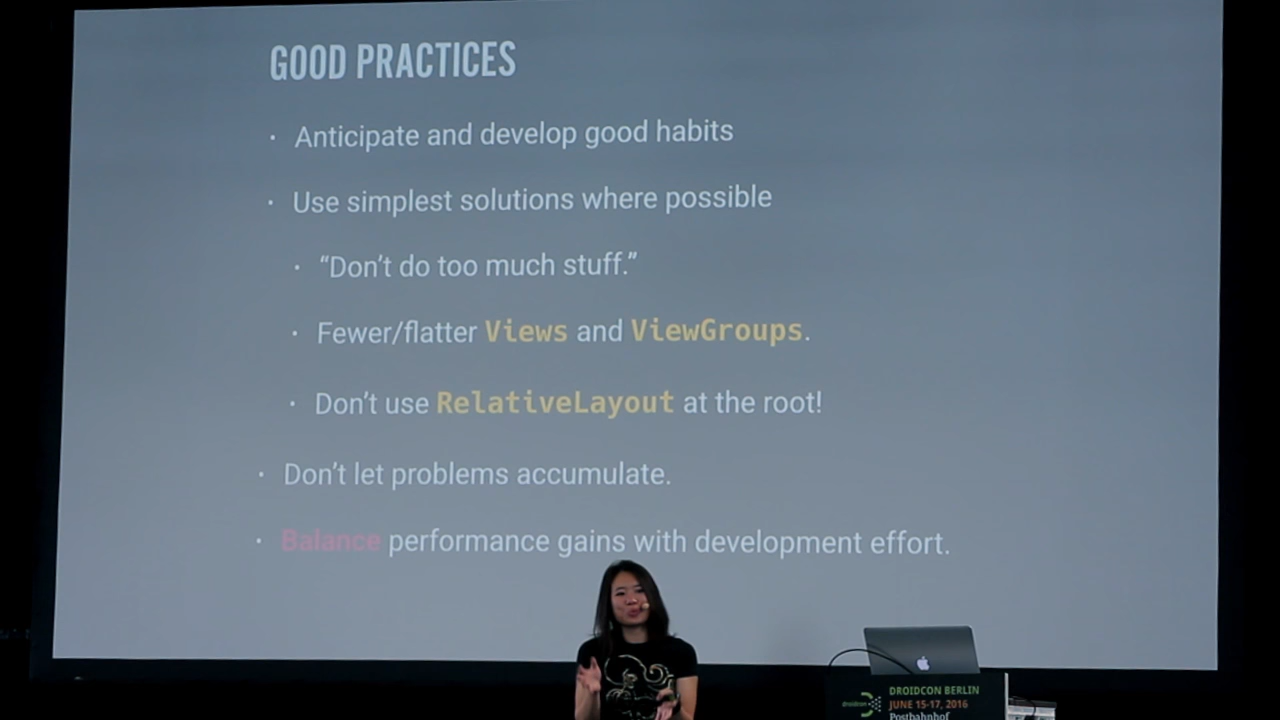 GOOD PRACTICES
· Anticipate and develop good habits
· Use simplest solutions where possible
· “Don’t do too much stuff.”
· Fewer/flatter Views and ViewGroups.
· Don’t use RelativeLayout at the root!
· Don’t let problems accumulate.
· Balance performance gains with development effort.
droidcon
DROIDCON BERLIN
JUNE 15-17, 2016
Postbahnhof